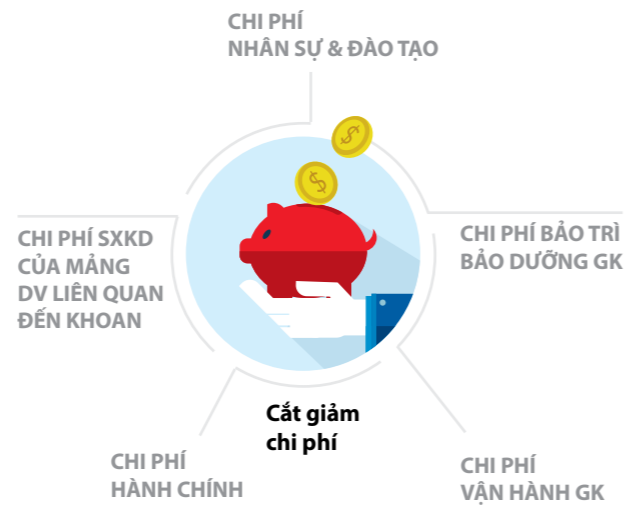 CHI PHÍ
NHÂN SỰ & ĐÀO TẠO
CHI PHÍ SXKD
CỦA MẢNG
DV LIÊN QUAN
ĐẾN KHOAN
CHI PHÍ BẢO TRÌ
BẢO DƯỠNG GK
Cắt giảm
chi phí
CHI PHÍ
HÀNH CHÍNH
CHI PHÍ
VẬN HÀNH GK